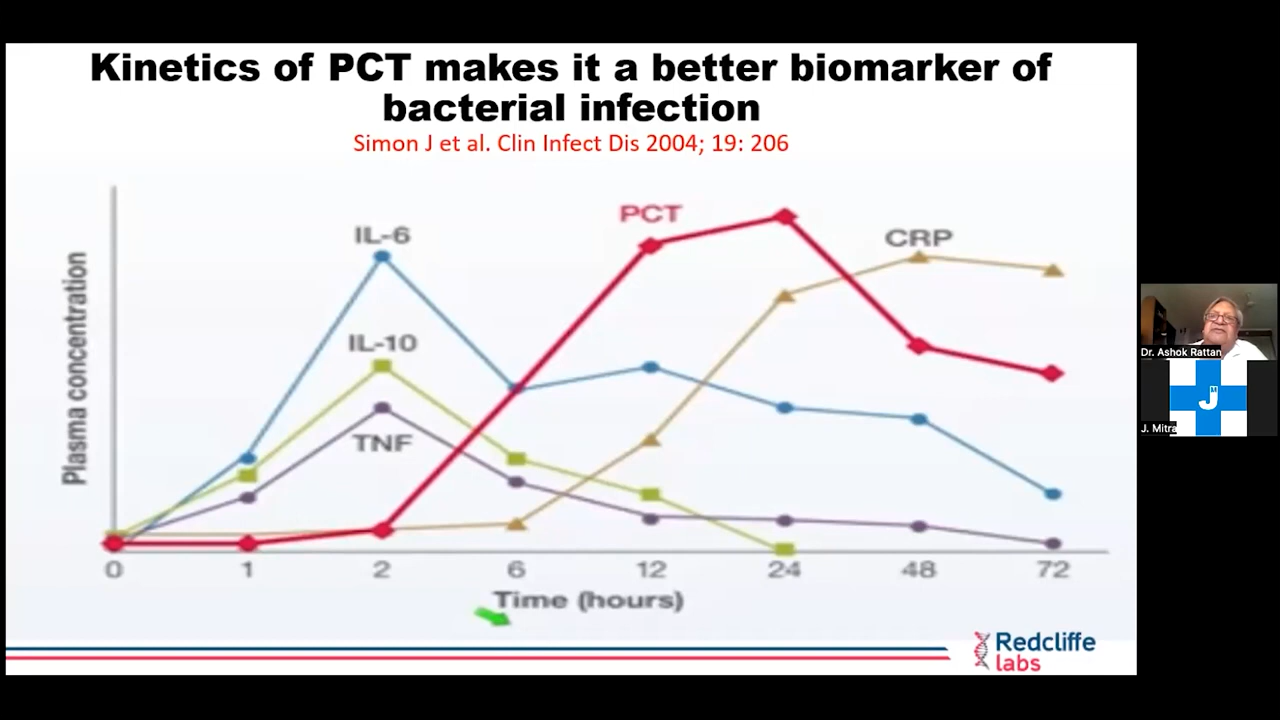 Kinetics of PCT makes it a better biomarker of
bacterial infection
Simon J et al. Clin Infect Dis 2004; 19: 206
PCT
IL-6
CRP
IL-10
TNF
Plasma concentration
0 1 2 6 12 24 48 72
Time (hours)
Redcliffe
labs
Dr. Ashok Rattan
JM
J. Mitra